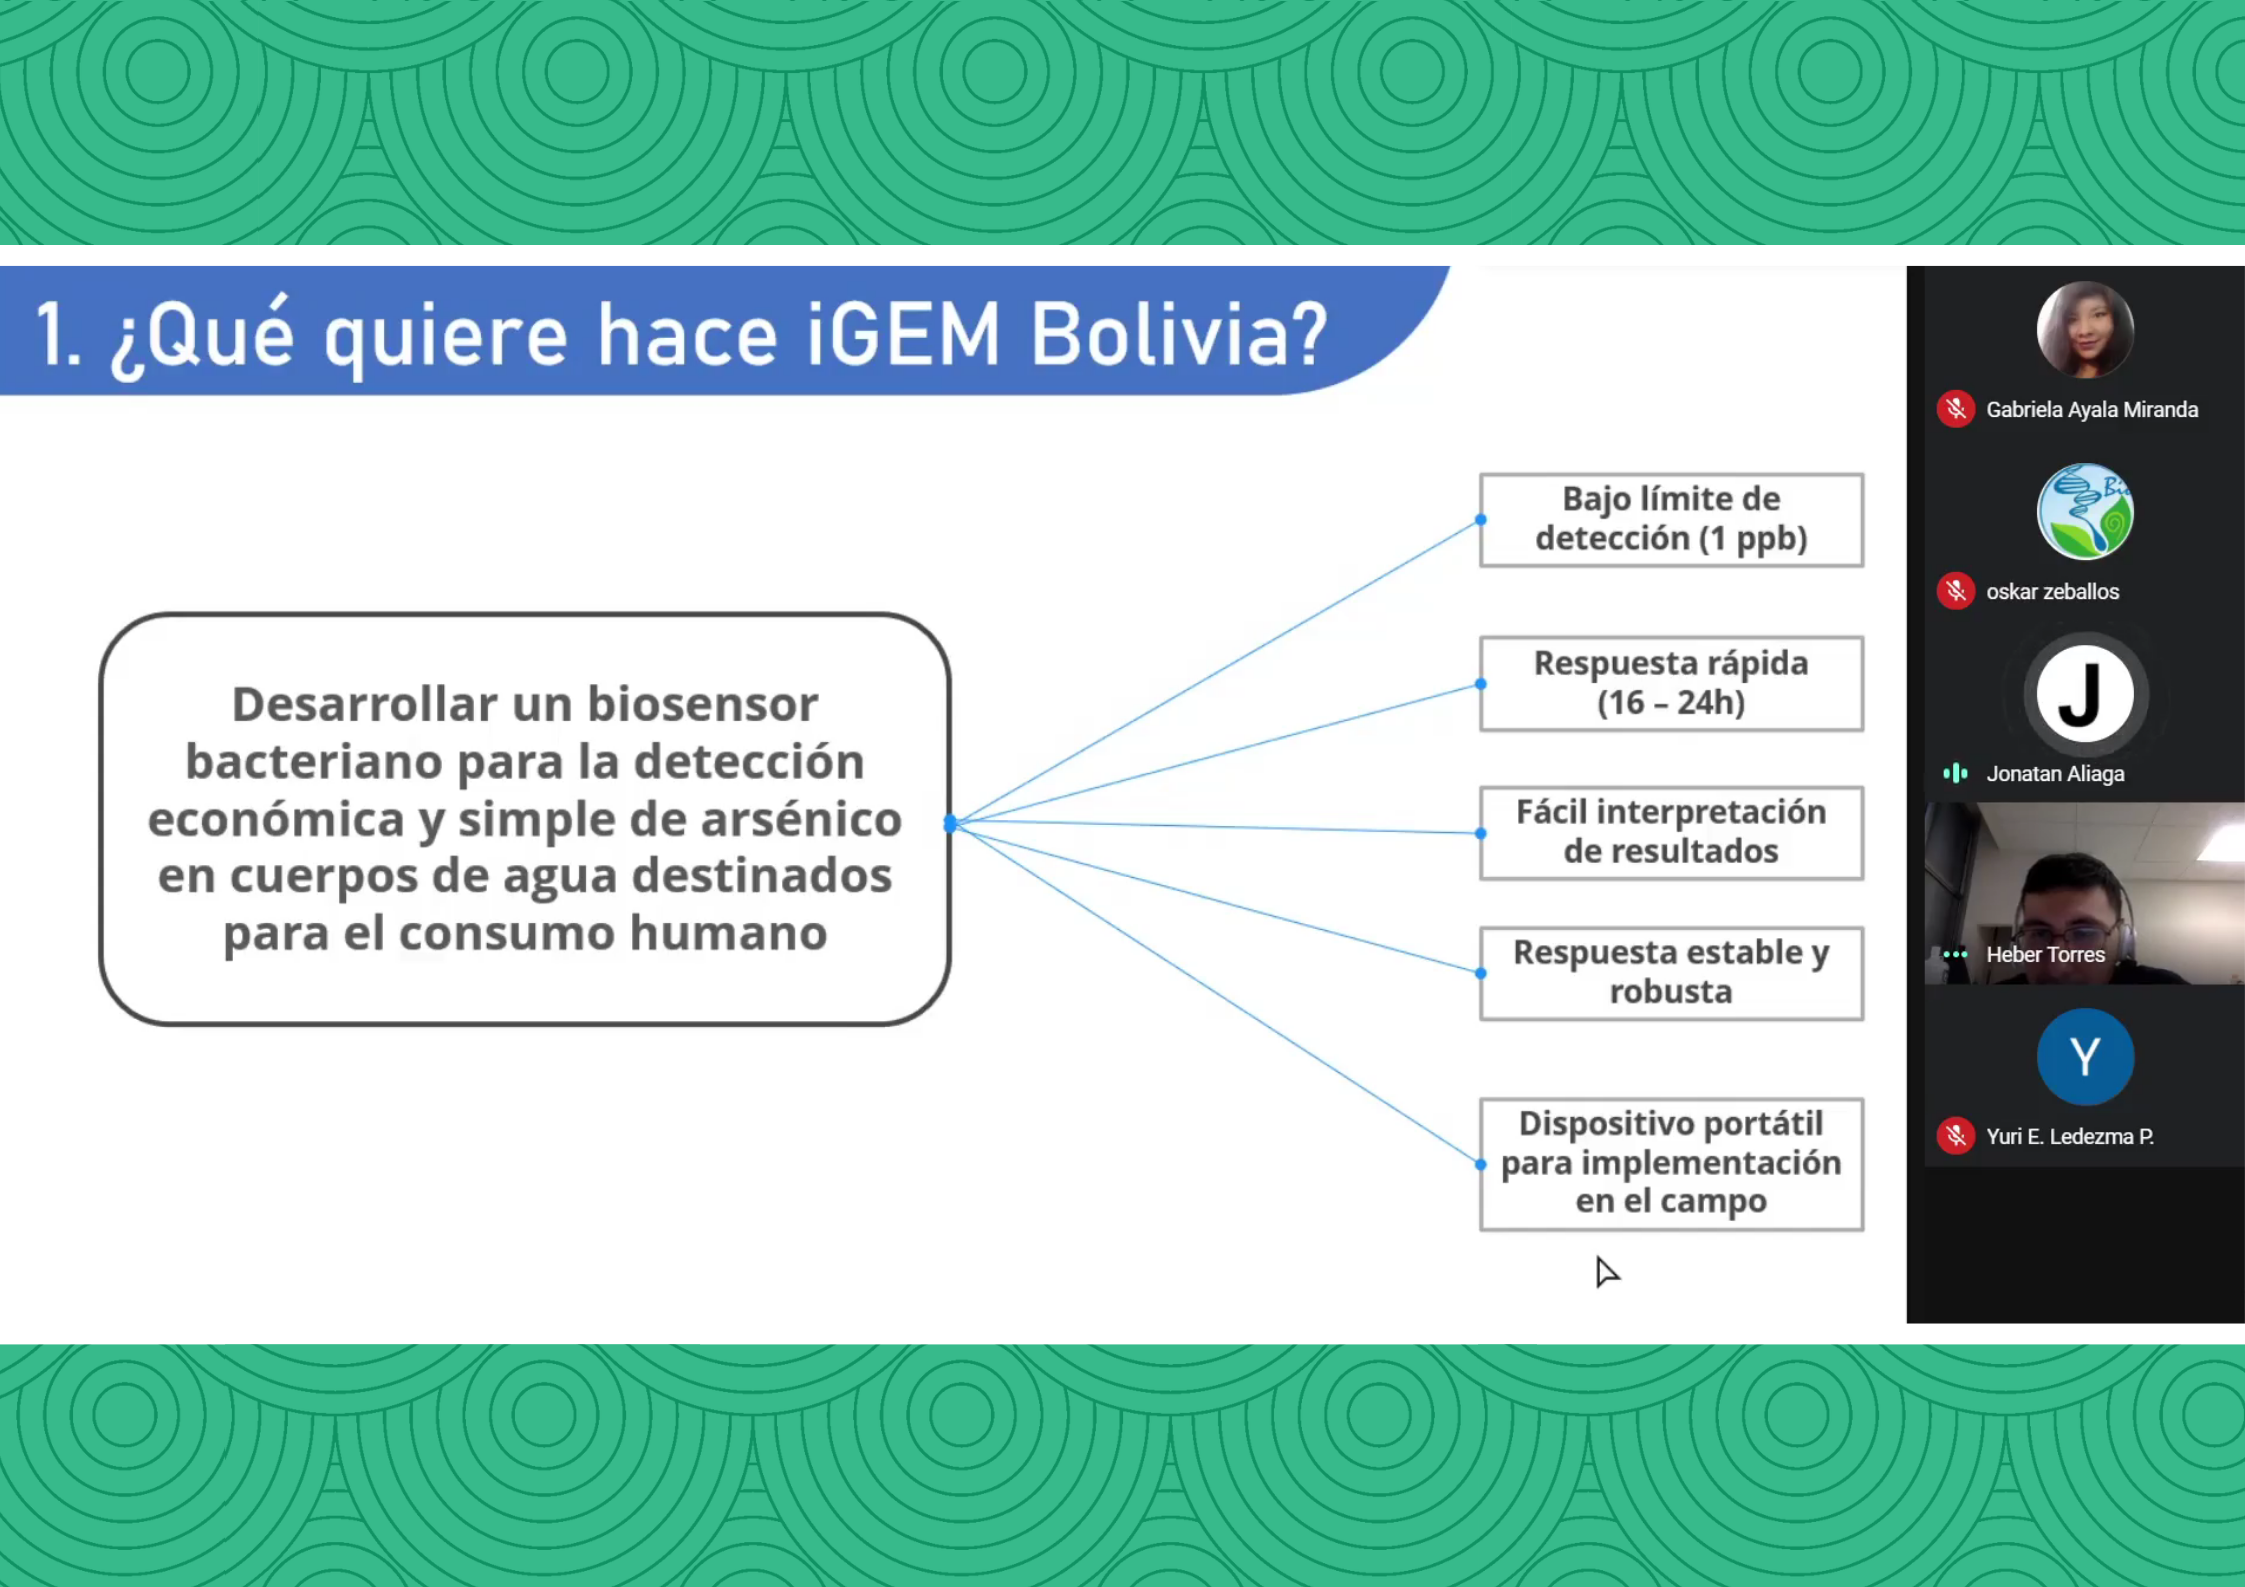 1. ¿Qué quiere hace iGEM Bolivia?
Desarrollar un biosensor
bacteriano para la detección
económica y simple de arsénico
en cuerpos de agua destinados
para el consumo humano
Bajo límite de
detección (1 ppb)
Respuesta rápida
(16 – 24h)
Fácil interpretación
de resultados
Respuesta estable y
robusta
Dispositivo portátil
para implementación
en el campo
Gabriela Ayala Miranda
oskar zeballos
J
Jonatan Aliaga
Heber Torres
Y
Yuri E. Ledezma P.